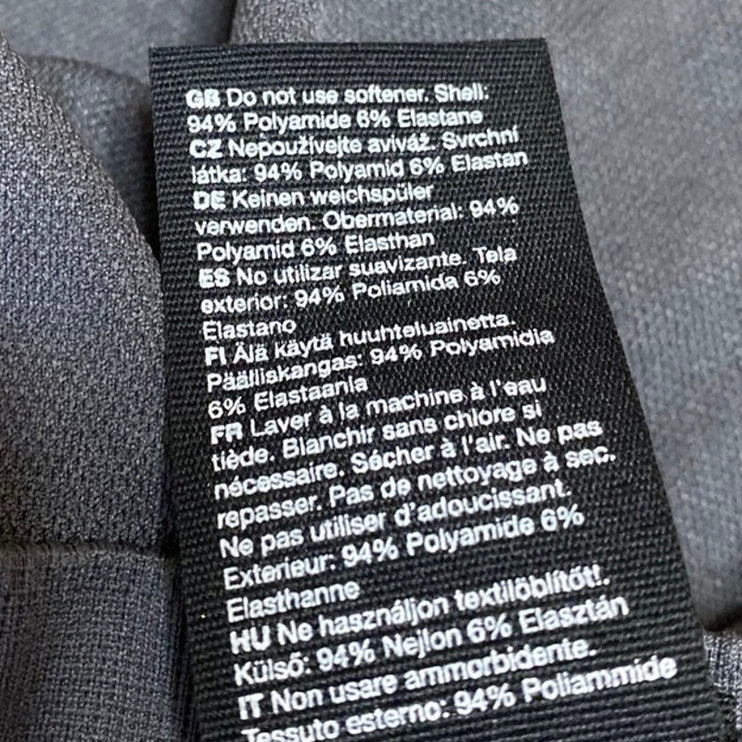 GB Do not use softener. Shell:
94% Polyamide 6% Elastane
CZ Nepoužívejte aviváž. Svrchní
látka: 94% Polyamid 6% Elastan
DE Keinen weichspüler
verwenden. Obermaterial: 94%
Polyamid 6% Elasthan
ES No utilizar suavizante. Tela
exterior: 94% Poliamida 6%
Elastano
FI Älä käytä huuhteluainetta.
Päälliskangas: 94% Polyamidia
6% Elastaania
FR Laver à la machine à l'eau
tiède. Blanchir sans chlore si
nécessaire. Sécher à l'air. Ne pas
repasser. Pas de nettoyage à sec.
Ne pas utiliser d'adoucissant.
Exterieur: 94% Polyamide 6%
Elasthanne
HU Ne használjon textilöblítőt!.
Külső: 94% Nejlon 6% Elasztán
IT Non usare ammorbidente.
Tessuto esterno: 94% Poliammide